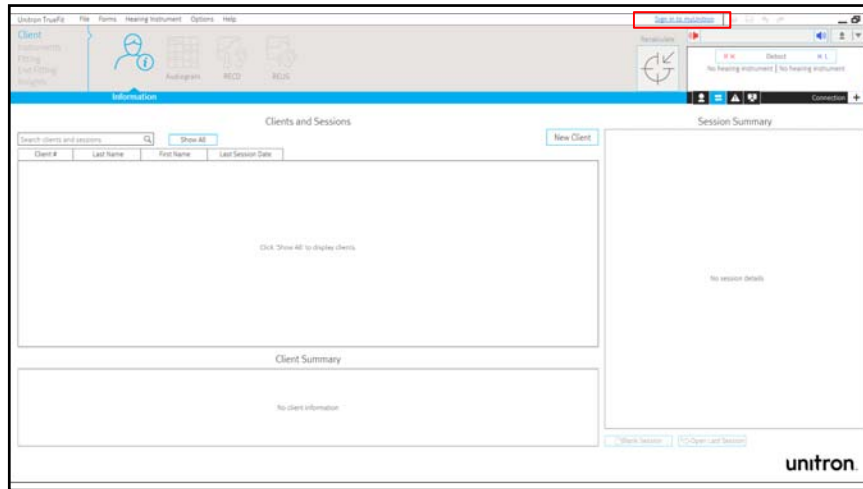 Unitron TrueFit File Forms Hearing Instrument Options Help Sign in to myUnitron
Client
Instruments
Fitting
End Fitting
Insights
Audiogram RECD REUG
Information
Recalculate
R Detect L
No hearing instrument No hearing instrument
Connection
Clients and Sessions
Session Summary
Search clients and sessions Show All New Client
Client # Last Name First Name Last Session Date
Click 'Show All' to display clients
No session details
Client Summary
No client information
Blank Session Open Last Session
unitron.